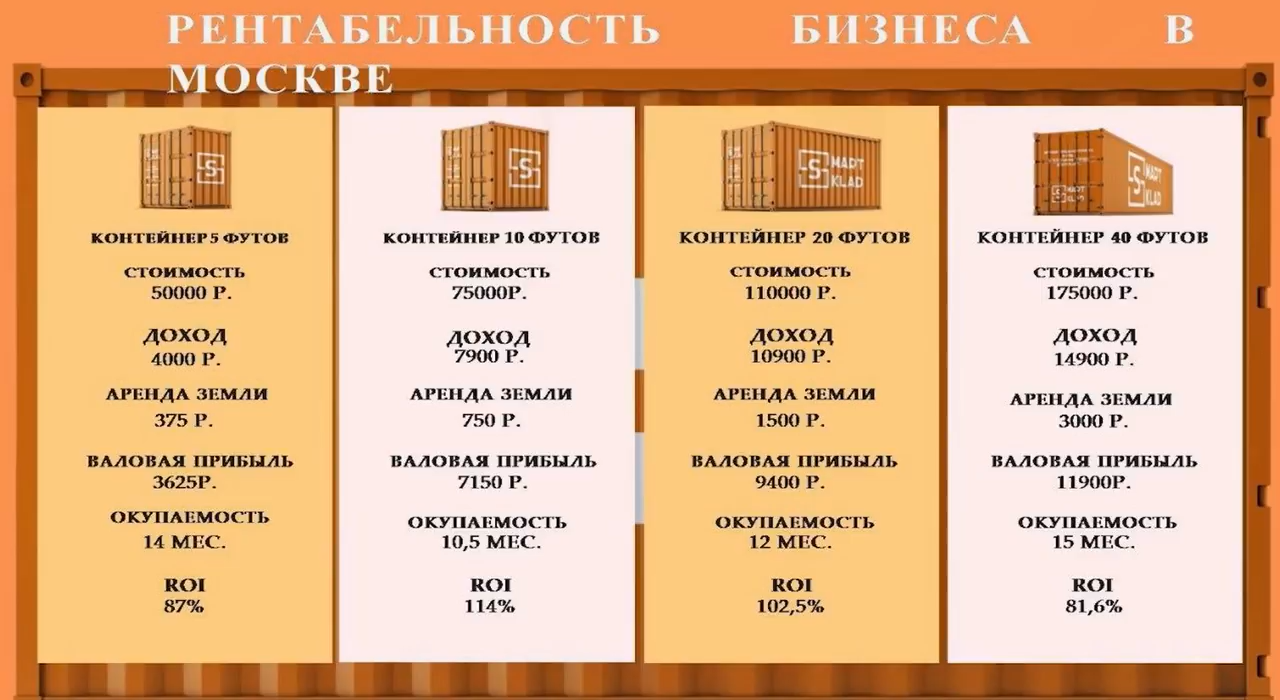 РЕНТАБЕЛЬНОСТЬ БИЗНЕСА В
МОСКВЕ
КОНТЕЙНЕР 5 ФУТОВ
СТОИМОСТЬ
50000 Р.
ДОХОД
4000 Р.
АРЕНДА ЗЕМЛИ
375 Р.
ВАЛОВАЯ ПРИБЫЛЬ
3625Р.
ОКУПАЕМОСТЬ
14 МЕС.
ROI
87%
S
КОНТЕЙНЕР 10 ФУТОВ
СТОИМОСТЬ
75000Р.
ДОХОД
7900 Р.
АРЕНДА ЗЕМЛИ
750 Р.
ВАЛОВАЯ ПРИБЫЛЬ
7150 Р.
ОКУПАЕМОСТЬ
10,5 МЕС.
ROI
114%
S
MART
KLAD
КОНТЕЙНЕР 20 ФУТОВ
СТОИМОСТЬ
110000 Р.
ДОХОД
10900 Р.
АРЕНДА ЗЕМЛИ
1500 Р.
ВАЛОВАЯ ПРИБЫЛЬ
9400 Р.
ОКУПАЕМОСТЬ
12 МЕС.
ROI
102,5%
S
MART
KLAD
КОНТЕЙНЕР 40 ФУТОВ
СТОИМОСТЬ
175000 Р.
ДОХОД
14900 Р.
АРЕНДА ЗЕМЛИ
3000 Р.
ВАЛОВАЯ ПРИБЫЛЬ
11900Р.
ОКУПАЕМОСТЬ
15 МЕС.
ROI
81,6%